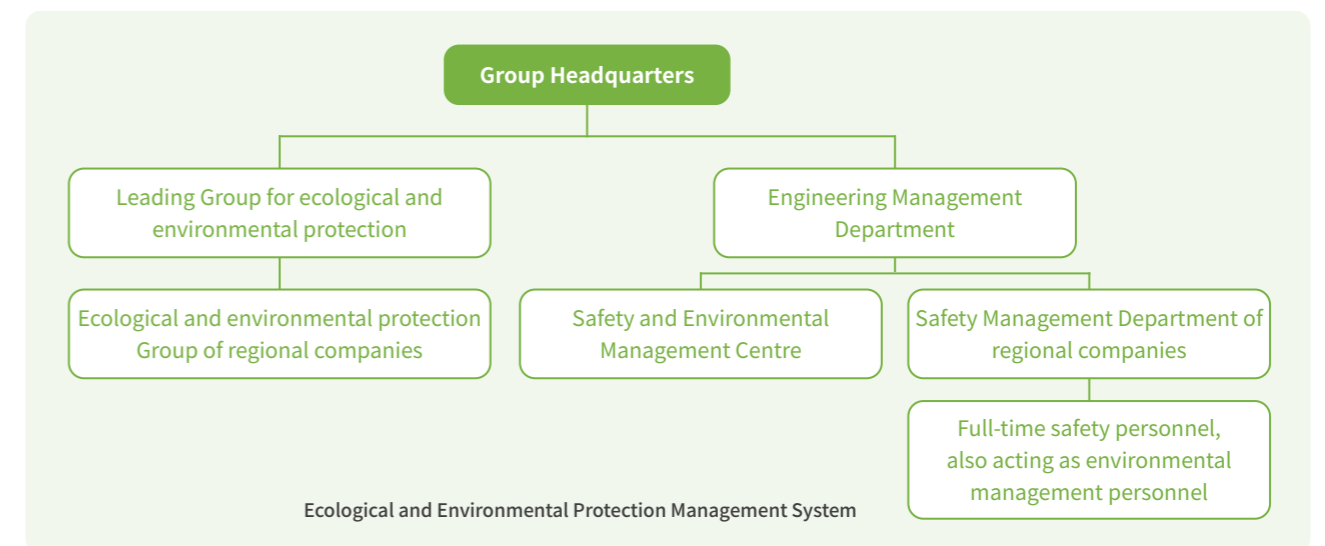 Group Headquarters
Leading Group for ecological and
environmental protection
Engineering Management
Department
Ecological and environmental protection
Group of regional companies
Safety and Environmental
Management Centre
Safety Management Department of
regional companies
Full-time safety personnel,
also acting as environmental
management personnel
Ecological and Environmental Protection Management System